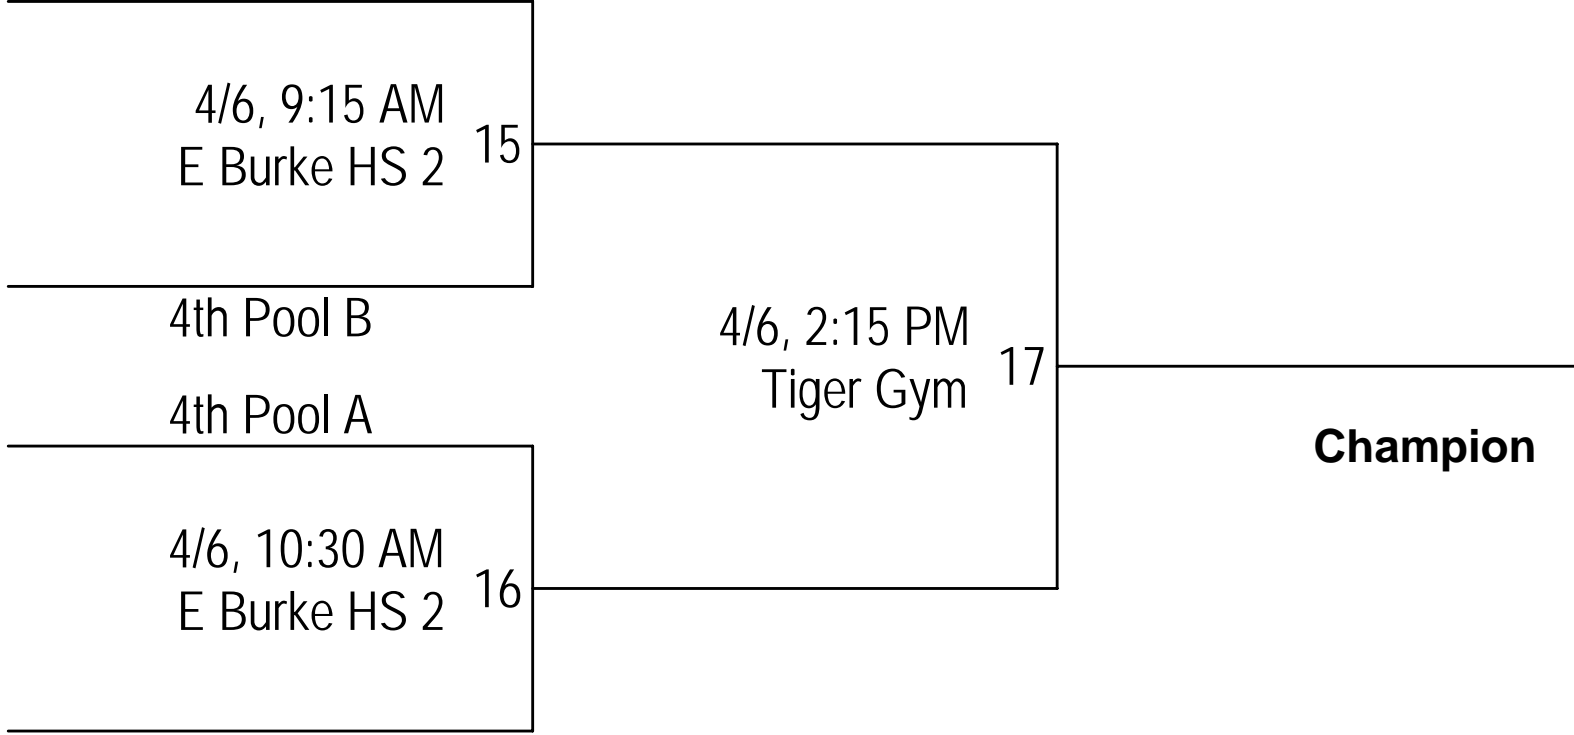 4/6, 9:15 AM
E Burke HS 2
15
4th Pool B
4/6, 2:15 PM
Tiger Gym
17
4th Pool A
Champion
4/6, 10:30 AM
E Burke HS 2
16